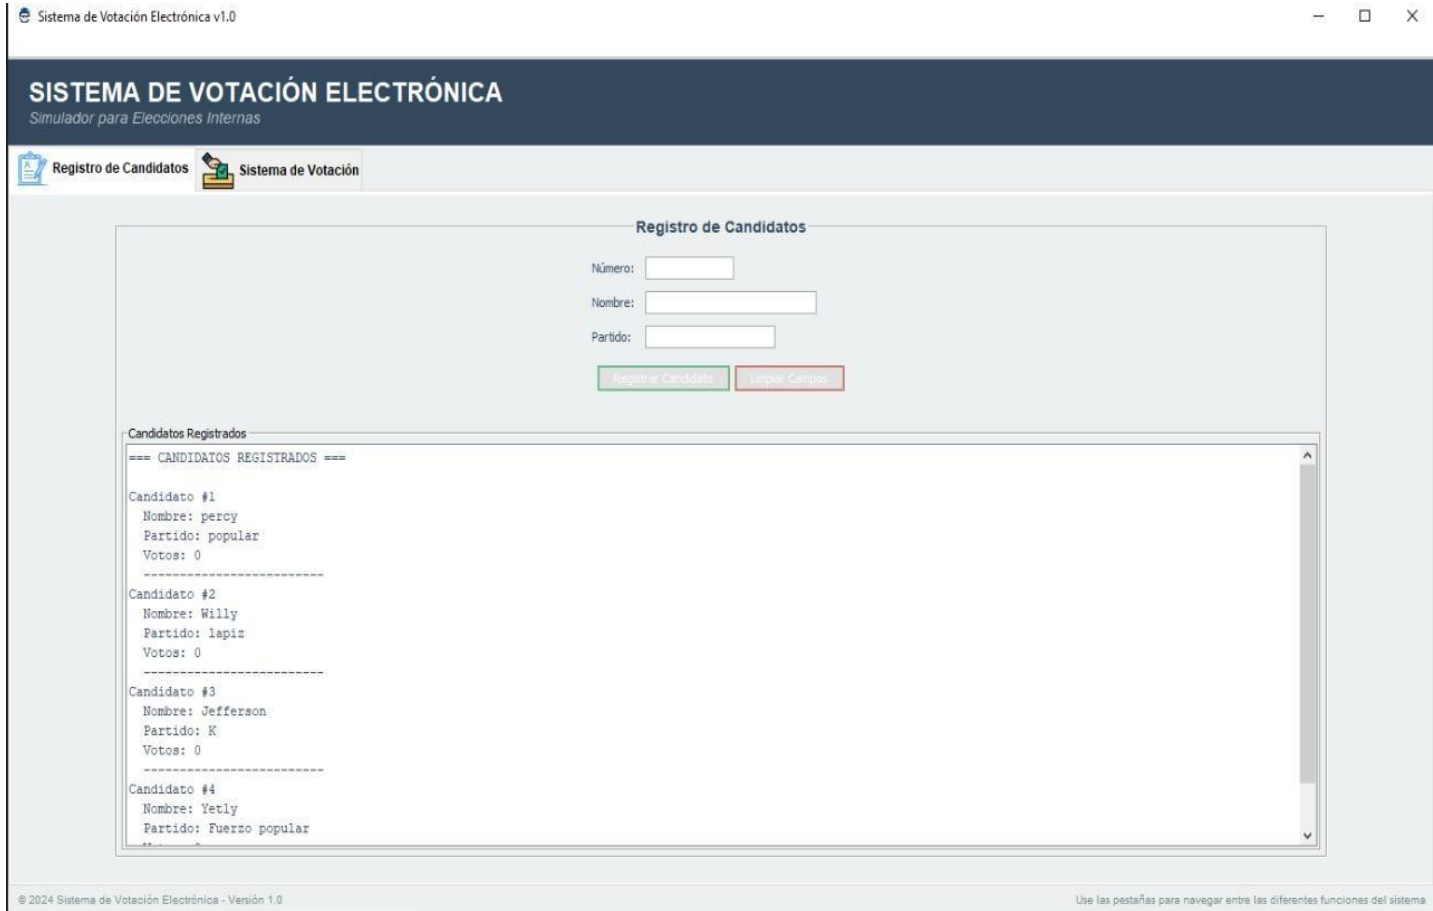 Sistema de Votación Electrónica v1.0
SISTEMA DE VOTACIÓN ELECTRÓNICA
Simulador para Elecciones Internas
Registro de Candidatos
Sistema de Votación
Registro de Candidatos
Número:
Nombre:
Partido:
Registrar Candidato
Limpiar Campos
Candidatos Registrados
=== CANDIDATOS REGISTRADOS ===
Candidato #1
Nombre: percy
Partido: popular
Votos: 0
-------------------------
Candidato #2
Nombre: Willy
Partido: lapiz
Votos: 0
-------------------------
Candidato #3
Nombre: Jefferson
Partido: K
Votos: 0
-------------------------
Candidato #4
Nombre: Yetly
Partido: Fuerzo popular
© 2024 Sistema de Votación Electrónica - Versión 1.0
Use las pestañas para navegar entre las diferentes funciones del sistema